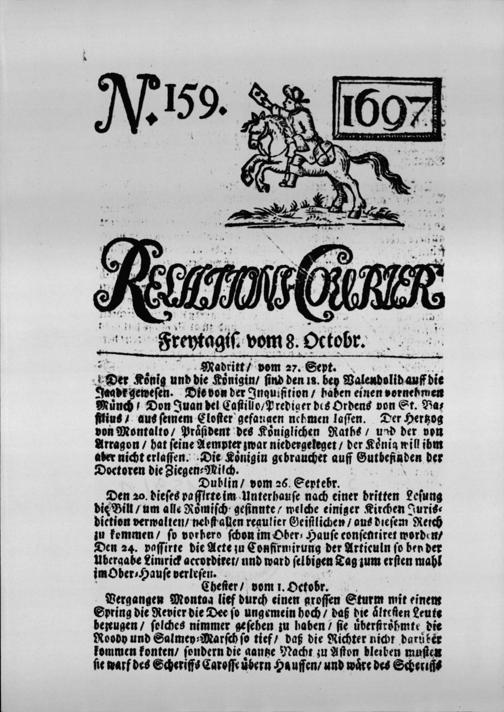 N. 159.
1697
RELATIONS-COURIER
Freytagis. vom 8. Octobr.
Madritt/ vom 27. Sept.
Der König und die Königin/ sind den 18. bey Valendolid auff die
Jagdt gewesen. Die von der Inquisition/ haben einen vornehmen
Münch/ Don Juan del Castillo/Prediger des Ordens von St. Ba-
silius/ aus seinem Closter gefangen nehmen lassen. Der Hertzog
von Montalto/ Präsident des Königlichen Raths/ und der von
Arragon/ hat seine Aempter zwar niedergeleget/ der König will ihm
aber nicht erlassen. Die Königin gebrauchet auff Gutbefinden der
Doctoren die Ziegen-Milch.
Dublin/ vom 26. Septebr.
Den 20. dieses passirte im Unterhause nach einer dritten Lesung
die Bill/ um alle Römisch gesinnte/ welche einiger Kirchen Juris-
diction verwalten/ nebst allen regulier Geistlichen/ aus diesem Reich
zu kommen/ so vorhero schon im Ober-Hause consentiret worden/
Den 24. passirte die Acte zu Confirmirung der Articuln so bey der
Ubergabe Limrick accordiret/ und ward selbigen Tag zum ersten mahl
im Ober-Hause verlesen.
Chester/ vom 1. Octobr.
Vergangen Montag lief durch einen grossen Sturm mit einem
Spring die Revier die Dee so ungemein hoch/ daß die ältesten Leute
bezeugen/ solches nimmer gesehen zu haben/ sie überströhmte die
Roody und Salmey-Marsch so tief/ daß die Richter nicht darüber
kommen konten/ sondern die gantze Nacht zu Aston bleiben musten
sie warf des Scheriffs Carosse übern Hauffen/ und wäre des Scheriffs